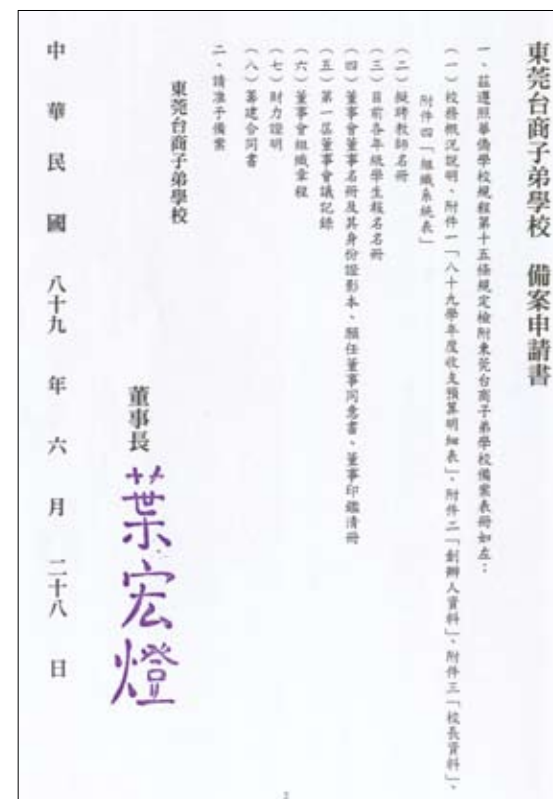 東莞台商子弟學校　備案申請書
一、茲遵照華僑學校規程第十五條規定檢附東莞台商子弟學校備案表冊如左：
(一)校務概況說明、附件一「八十九學年度收支預算明細表」、附件二「創辦人資料」、附件三「校長資料」、
附件四「組織系統表」
(二)擬聘教師名冊
(三)目前各年級學生報名名冊
(四)董事會董事名冊及其身份證影本、願任董事同意書、董事印鑑清冊
(五)第一屆董事會議記錄
(六)董事會組織章程
(七)財力證明
(八)籌建合同書
二、請准予備案
東莞台商子弟學校
董事長 葉宏燈
中華民國八十九年六月二十八日
2